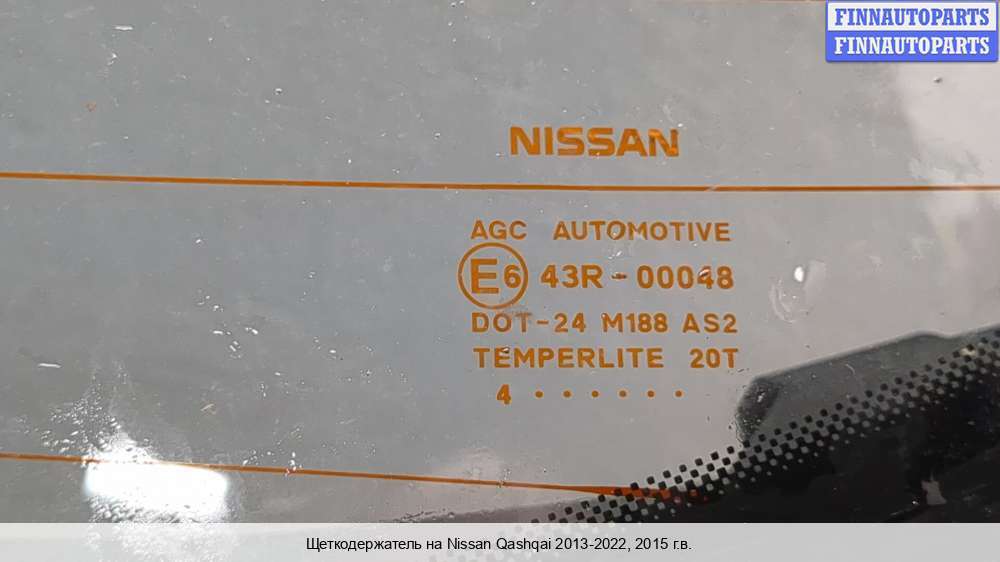 FINNAUTOPARTS
FINNAUTOPARTS
NISSAN
AGC AUTOMOTIVE
E6 43R-00048
DOT-24 M188 AS2
TEMPERLITE 20T
4 . . . . . .
Щеткодержатель на Nissan Qashqai 2013-2022, 2015 г.в.